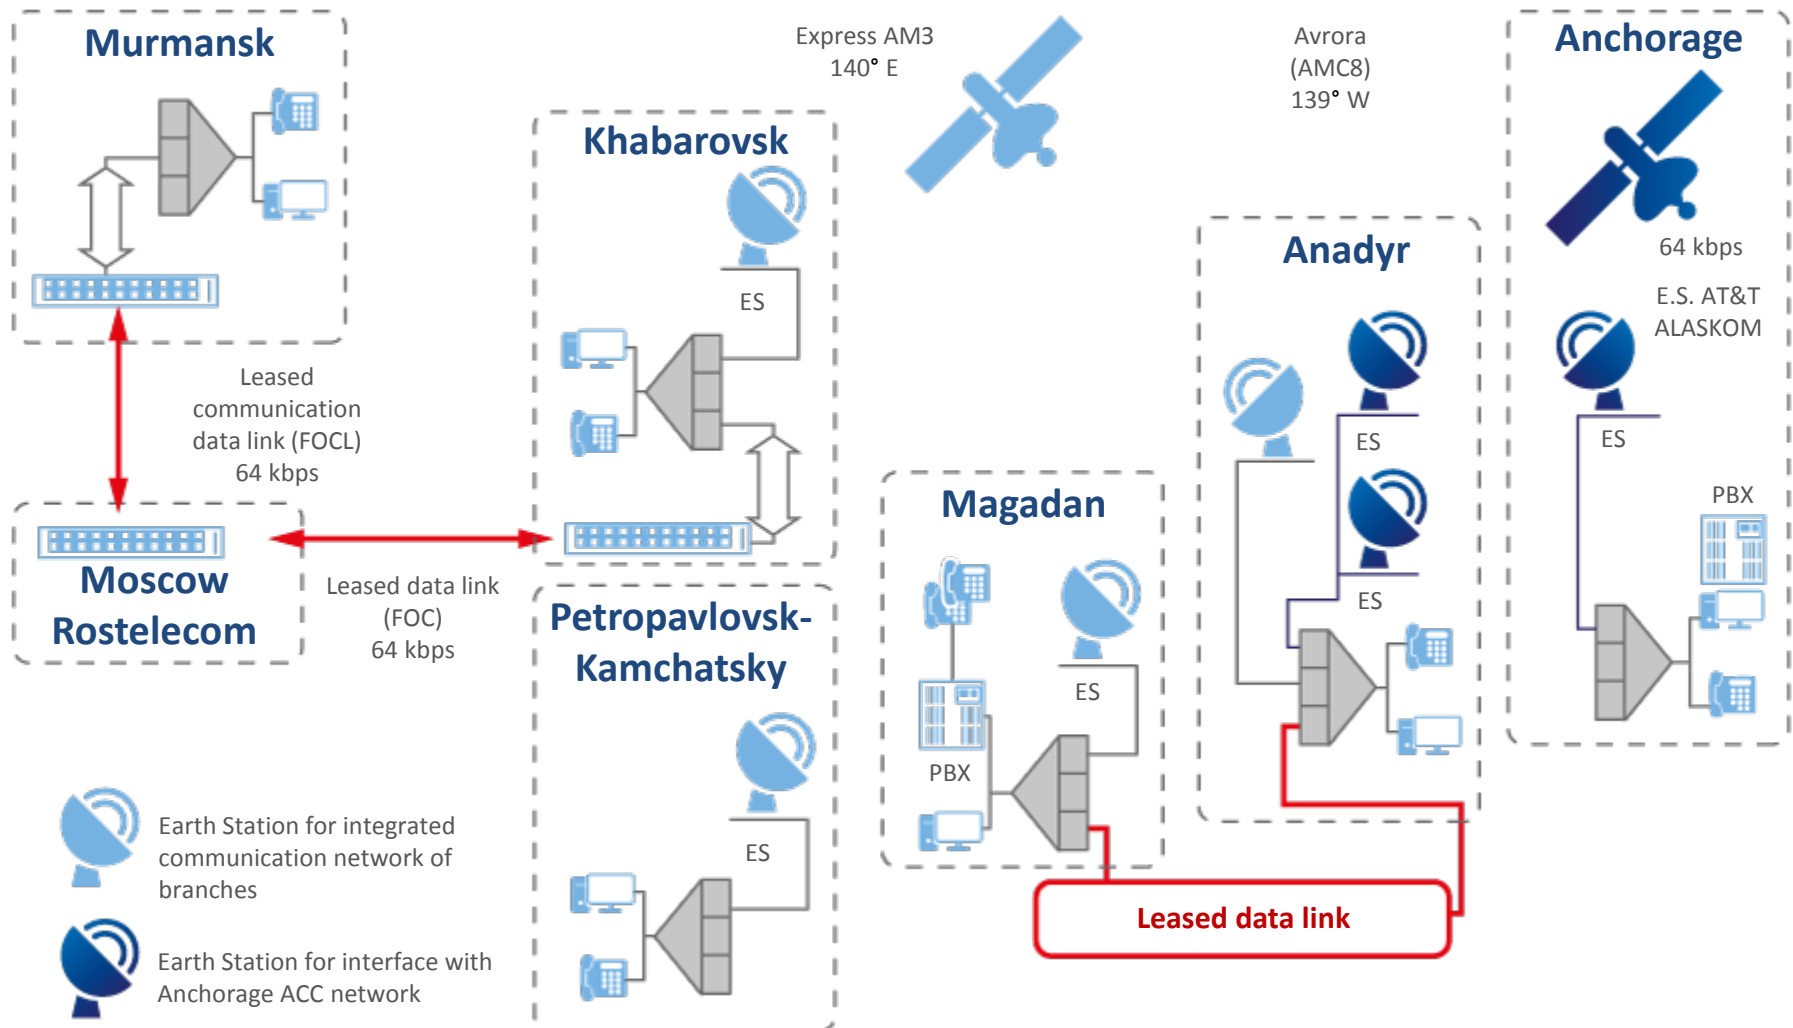 Murmansk
Express AM3
140° E
Avrora
(AMC8)
139° W
Anchorage
Khabarovsk
64 kbps
E.S. AT&T
ALASKOM
Anadyr
ES
ES
ES
PBX
Leased
communication
data link (FOCL)
64 kbps
Magadan
ES
Moscow
Rostelecom
Leased data link
(FOC)
64 kbps
Petropavlovsk-
Kamchatsky
ES
PBX
ES
Earth Station for integrated
communication network of
branches
Leased data link
Earth Station for interface with
Anchorage ACC network